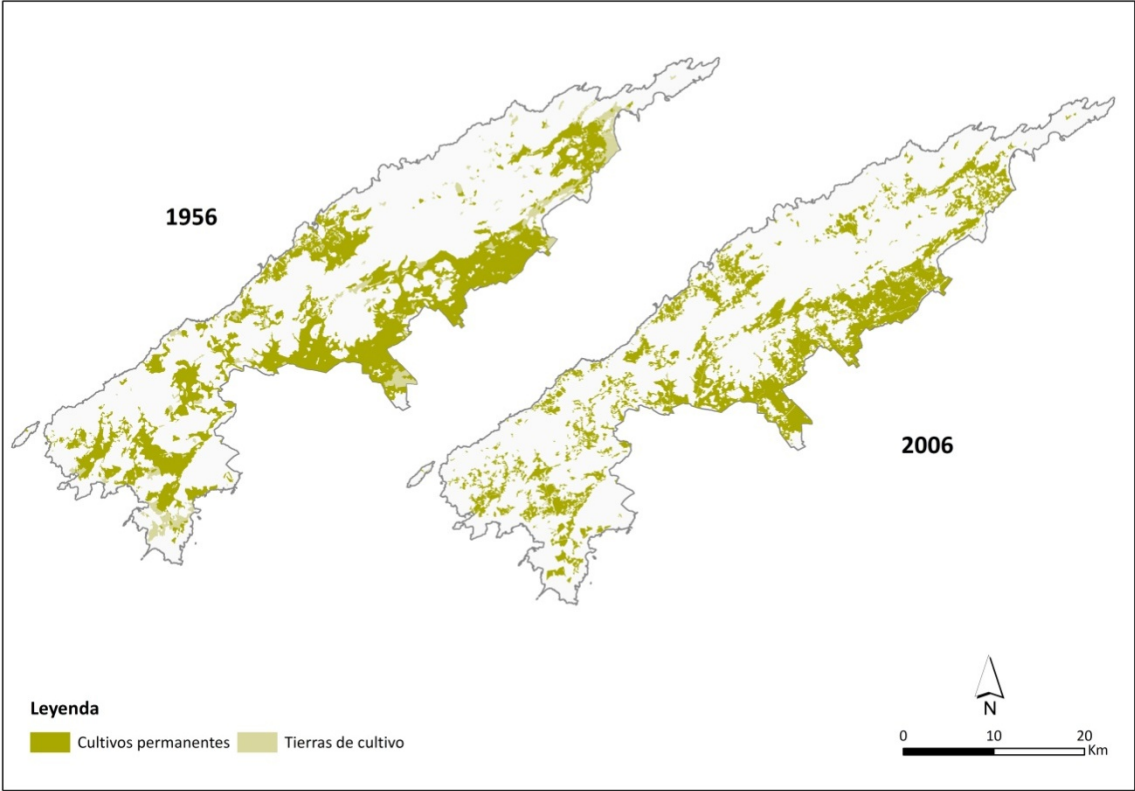 1956
2006
Leyenda
Cultivos permanentes Tierras de cultivo
N
0 10 20
Km